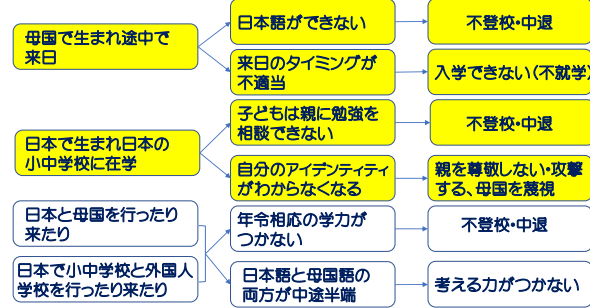 母国で生まれ途中で
来日
日本語ができない
不登校・中退
来日のタイミングが
不適当
入学できない(不就学)
日本で生まれ日本の
小中学校に在学
子どもは親に勉強を
相談できない
不登校・中退
自分のアイデンティティ
がわからなくなる
親を尊敬しない・攻撃
する、母国を蔑視
日本と母国を行ったり
来たり
日本で小中学校と外国人
学校を行ったり来たり
年令相応の学力が
つかない
不登校・中退
日本語と母国語の
両方が中途半端
考える力がつかない